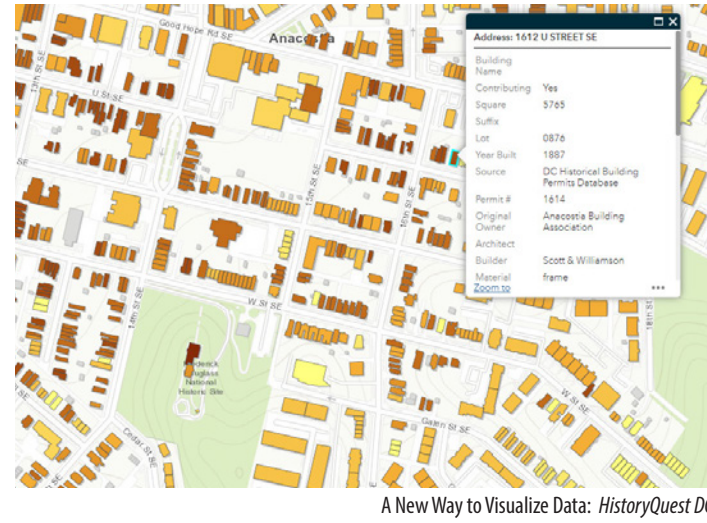 Good Hope Rd SE
Anacostia
13th St SE
U St SE
SE
15th St SE
16th St SE
14th St SE
W St SE
Frederick
Douglass
National
Historic Site
Cedar St SE
Galen St SE
W St SE
18th St
Address: 1612 U STREET SE
Building
Name
Contributing Yes
Square 5765
Suffix
Lot 0876
Year Built 1887
Source DC Historical Building
Permits Database
Permit # 1614
Original Anacostia Building
Owner Association
Architect
Builder Scott & Williamson
Material frame
Zoom to
A New Way to Visualize Data: HistoryQuest DC